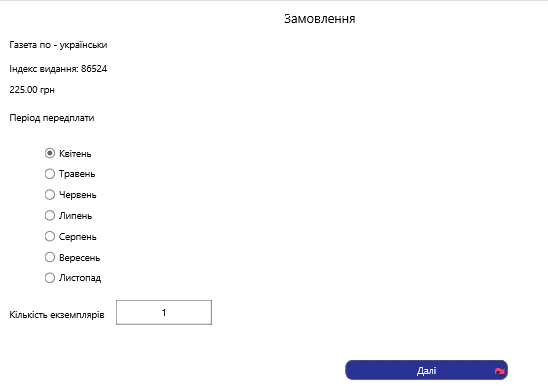 Замовлення
Газета по - українськи
Індекс видання: 86524
225.00 грн
Період передплати
Квітень
Травень
Червень
Липень
Серпень
Вересень
Листопад
Кількість екземплярів 1
Далі